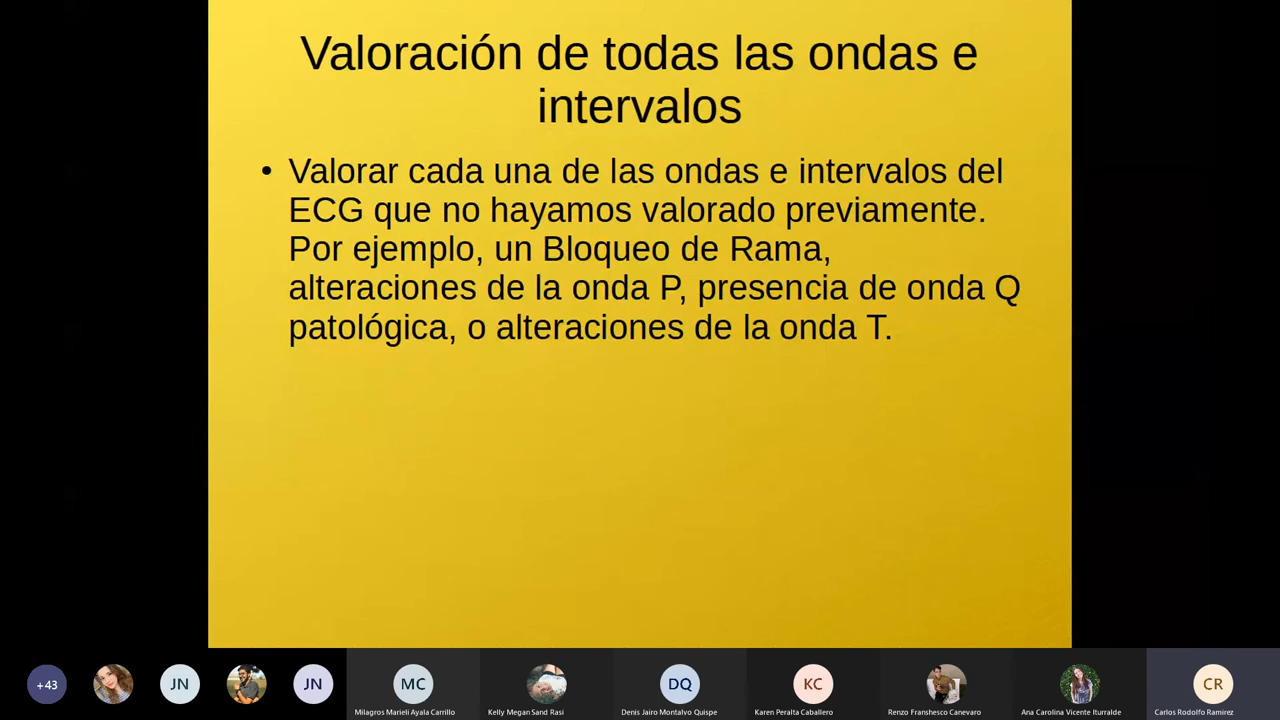 Valoración de todas las ondas e
intervalos
• Valorar cada una de las ondas e intervalos del
ECG que no hayamos valorado previamente.
Por ejemplo, un Bloqueo de Rama,
alteraciones de la onda P, presencia de onda Q
patológica, o alteraciones de la onda T.
+43
JN
JN
MC
DQ
KC
CR
Milagros Marieli Ayala Carrillo
Kelly Megan Sand Rasi
Denis Jairo Montalvo Quispe
Karen Peralta Caballero
Renzo Franshesco Canevaro
Ana Carolina Vicente Iturralde
Carlos Rodolfo Ramirez